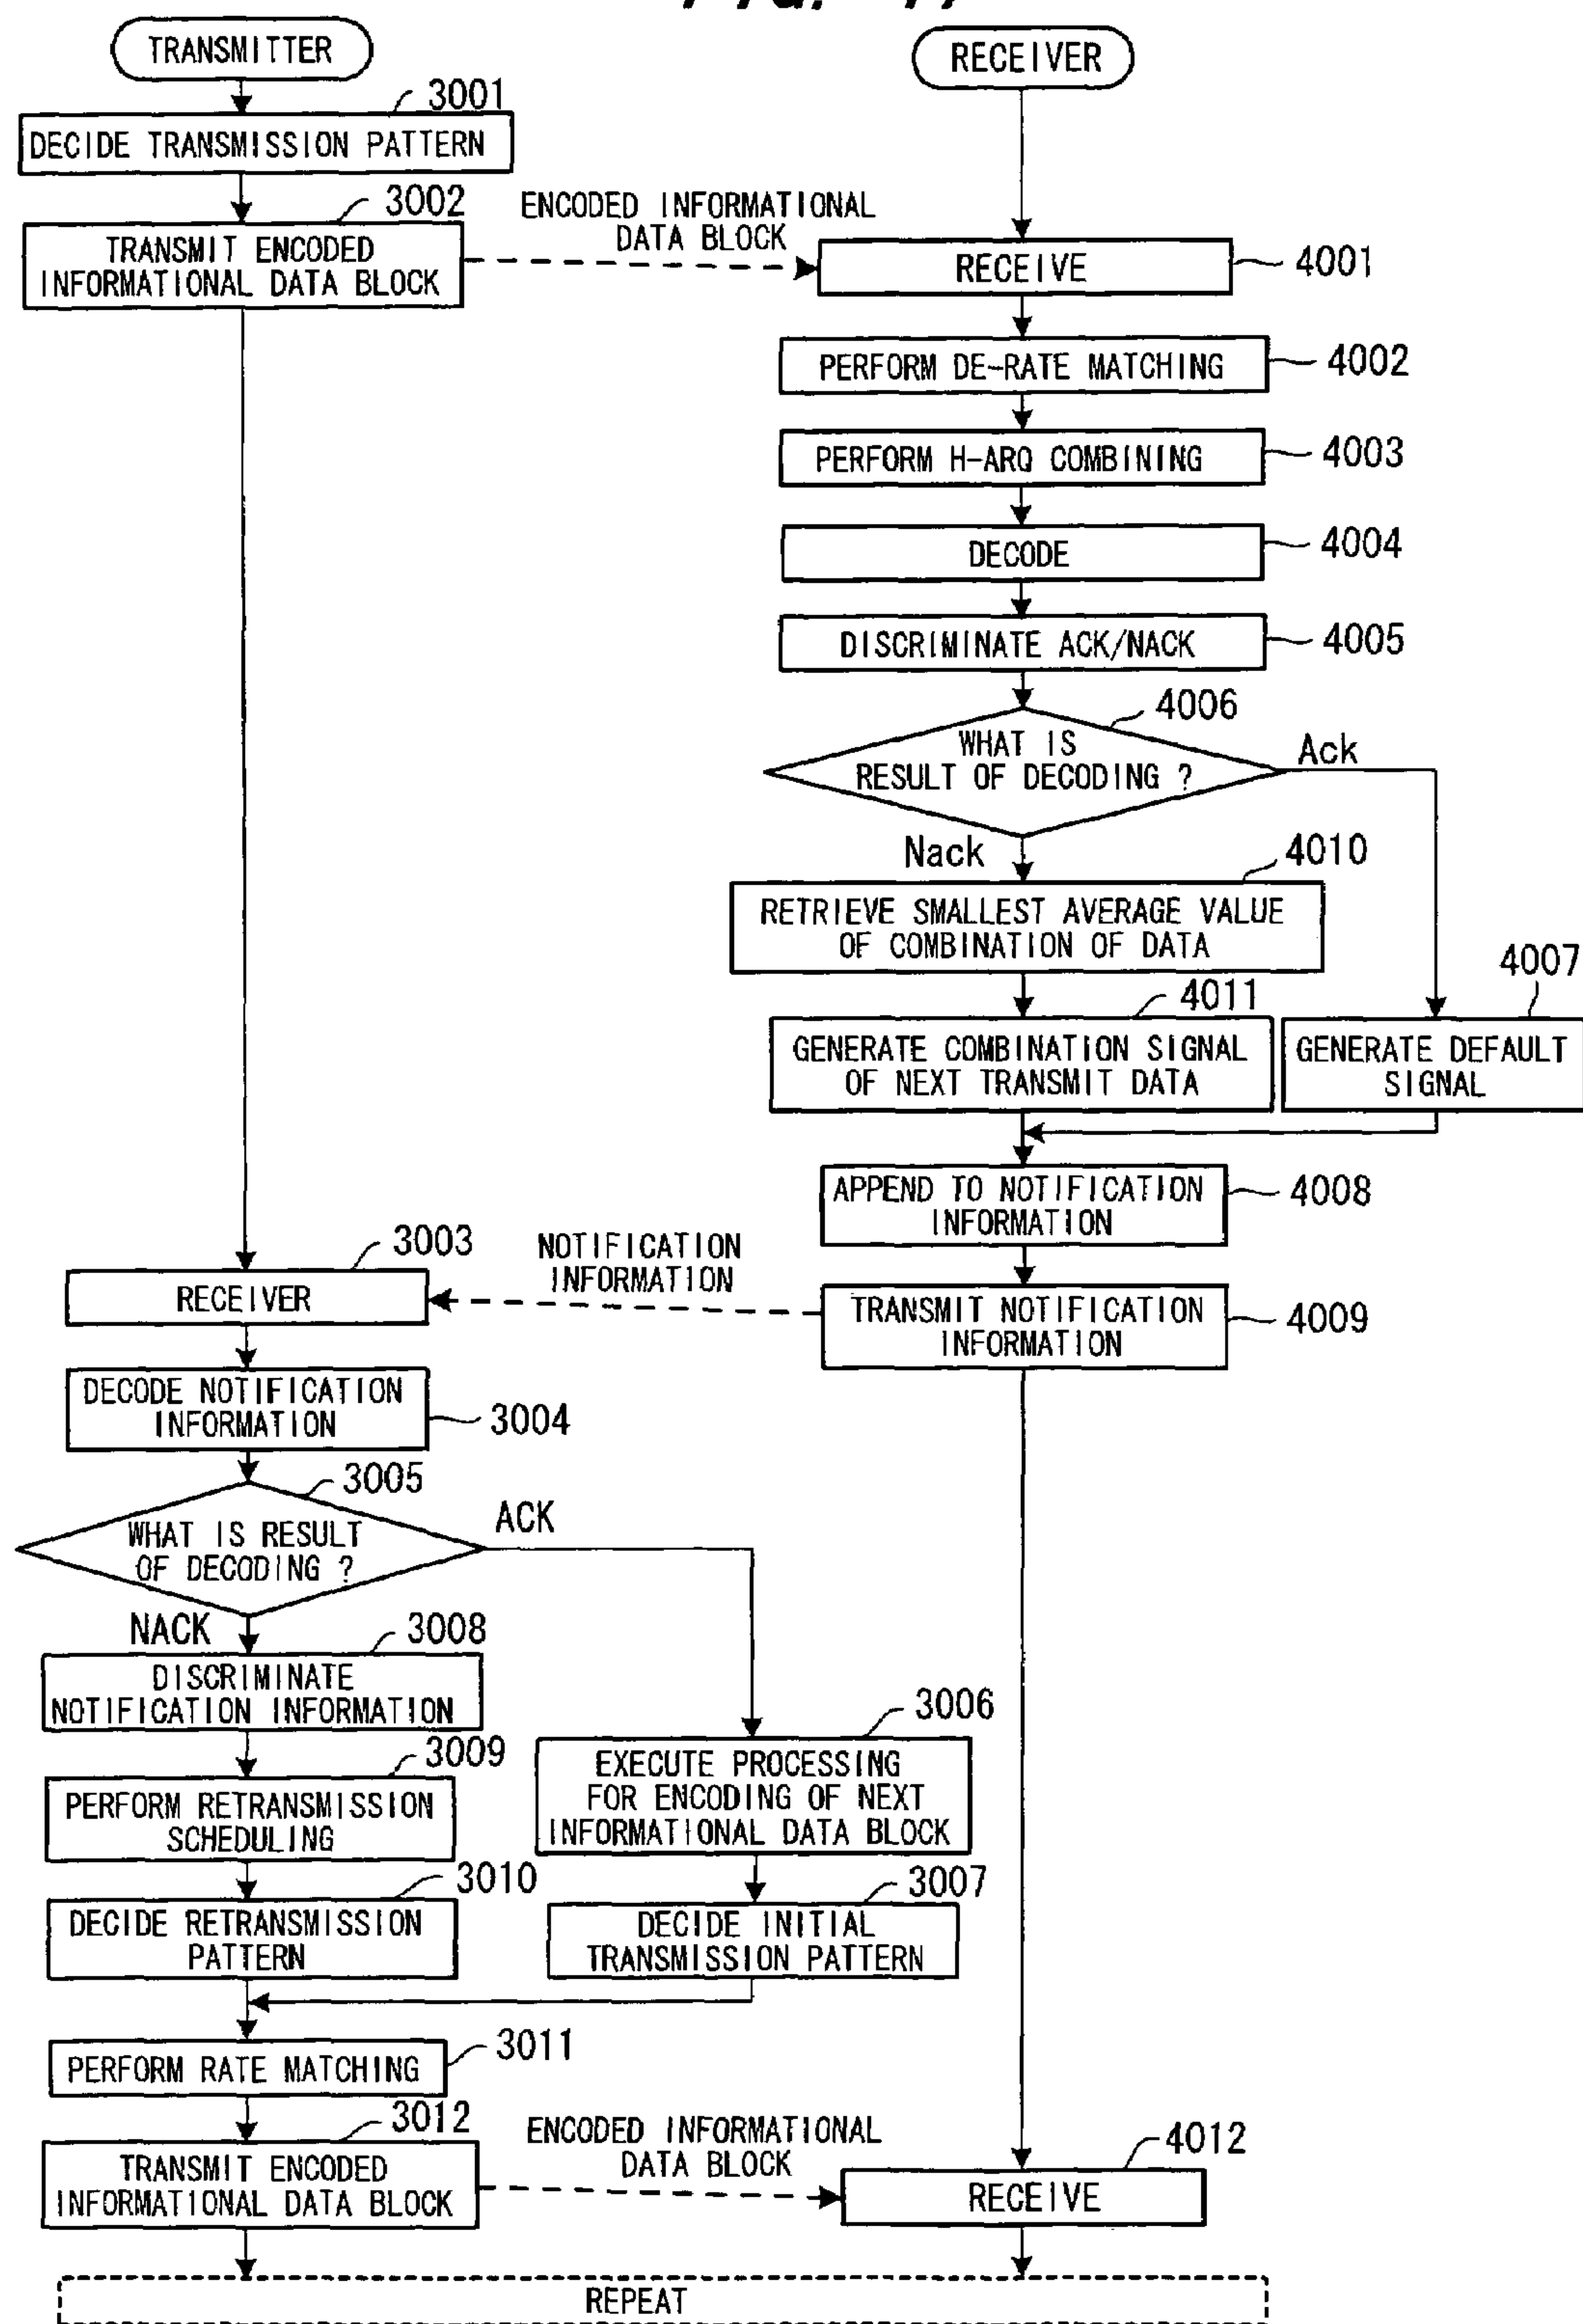 TRANSMITTER
3001
DECIDE TRANSMISSION PATTERN
3002
TRANSMIT ENCODED
INFORMATIONAL DATA BLOCK
ENCODED INFORMATIONAL
DATA BLOCK
RECEIVER
RECEIVE
4001
PERFORM DE-RATE MATCHING
4002
PERFORM H-ARQ COMBINING
4003
DECODE
4004
DISCRIMINATE ACK/NACK
4005
4006
WHAT IS
RESULT OF DECODING ?
Ack
Nack
4010
RETRIEVE SMALLEST AVERAGE VALUE
OF COMBINATION OF DATA
4007
4011
GENERATE COMBINATION SIGNAL
OF NEXT TRANSMIT DATA
GENERATE DEFAULT
SIGNAL
APPEND TO NOTIFICATION
INFORMATION
4008
TRANSMIT NOTIFICATION
INFORMATION
4009
NOTIFICATION
INFORMATION
3003
RECEIVER
DECODE NOTIFICATION
INFORMATION
3004
3005
WHAT IS RESULT
OF DECODING ?
ACK
NACK
3008
DISCRIMINATE
NOTIFICATION INFORMATION
3009
PERFORM RETRANSMISSION
SCHEDULING
3010
DECIDE RETRANSMISSION
PATTERN
3006
EXECUTE PROCESSING
FOR ENCODING OF NEXT
INFORMATIONAL DATA BLOCK
3007
DECIDE INITIAL
TRANSMISSION PATTERN
PERFORM RATE MATCHING
3011
3012
TRANSMIT ENCODED
INFORMATIONAL DATA BLOCK
ENCODED INFORMATIONAL
DATA BLOCK
4012
RECEIVE
REPEAT